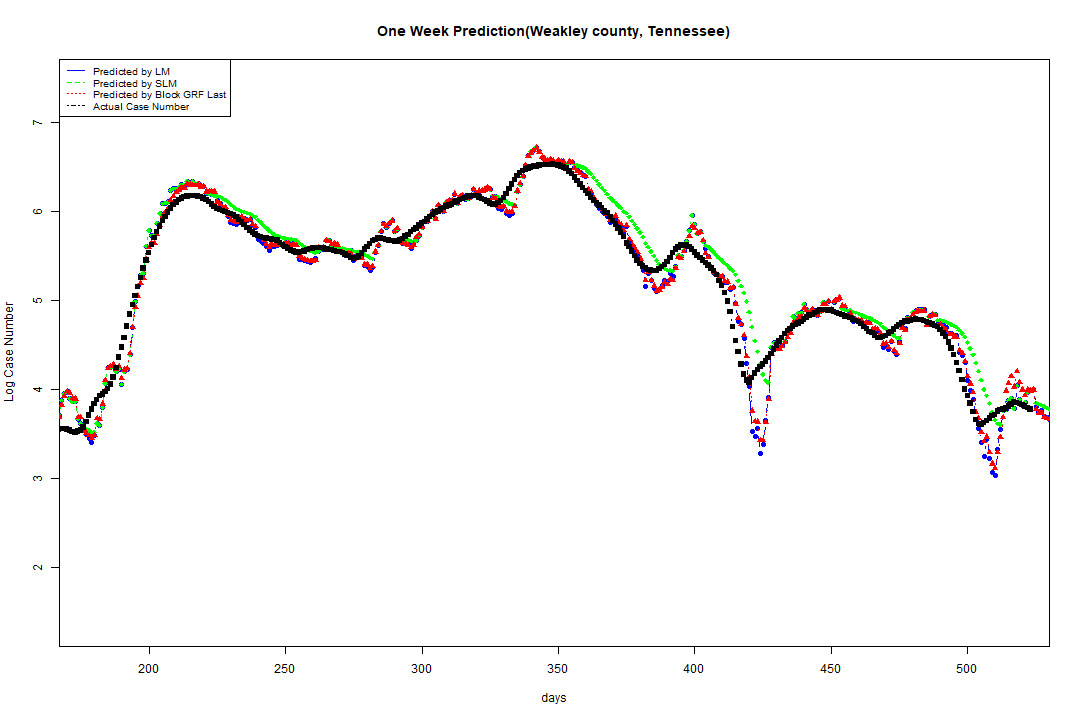 One Week Prediction(Weakley county, Tennessee)
Predicted by LM
Predicted by SLM
Predicted by Block GRF Last
Actual Case Number
7
6
5
4
3
2
Log Case Number
200 250 300 350 400 450 500
days